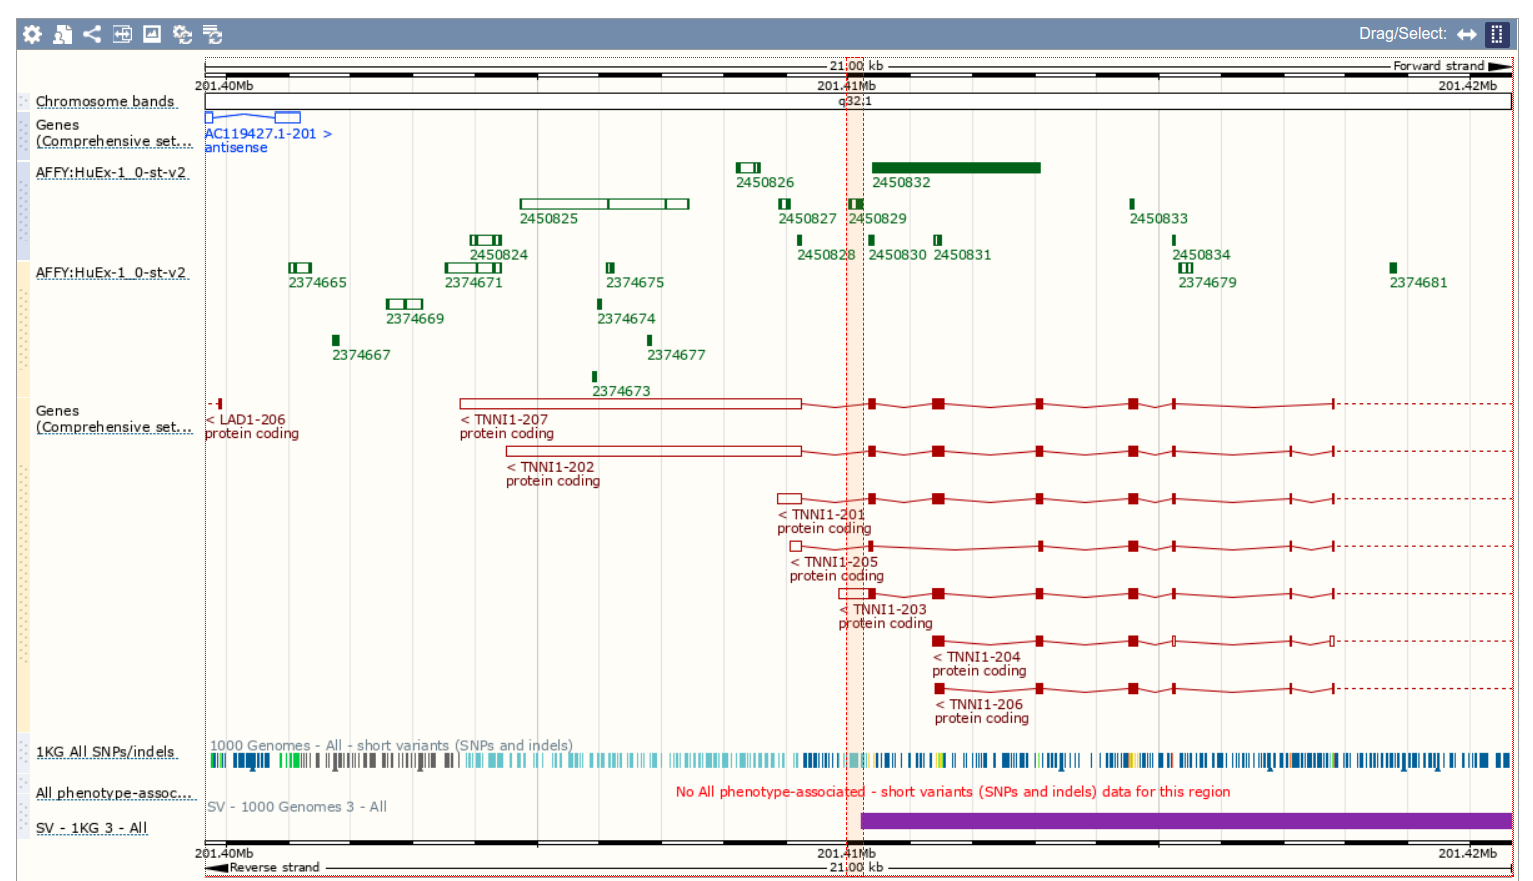 Drag/Select:
21.00 kb
Forward strand
201.40Mb
201.41Mb
201.42Mb
Chromosome bands
q32.1
Genes
(Comprehensive set...
AC119427.1-201 >
antisense
AFFY:HuEx-1_0-st-v2
2450826
2450832
2450825
2450827
2450829
2450833
2450824
2450828
2450830
2450831
2450834
AFFY:HuEx-1_0-st-v2
2374665
2374671
2374675
2374679
2374681
2374669
2374674
2374667
2374677
2374673
Genes
(Comprehensive set...
< LAD1-206
protein coding
< TNNI1-207
protein coding
< TNNI1-202
protein coding
< TNNI1-201
protein coding
< TNNI1-205
protein coding
< TNNI1-203
protein coding
< TNNI1-204
protein coding
< TNNI1-206
protein coding
1KG All SNPs/indels
1000 Genomes - All - short variants (SNPs and indels)
All phenotype-assoc...
No All phenotype-associated - short variants (SNPs and indels) data for this region
SV - 1000 Genomes 3 - All
SV - 1KG 3 - All
201.40Mb
201.41Mb
201.42Mb
Reverse strand
21.00 kb